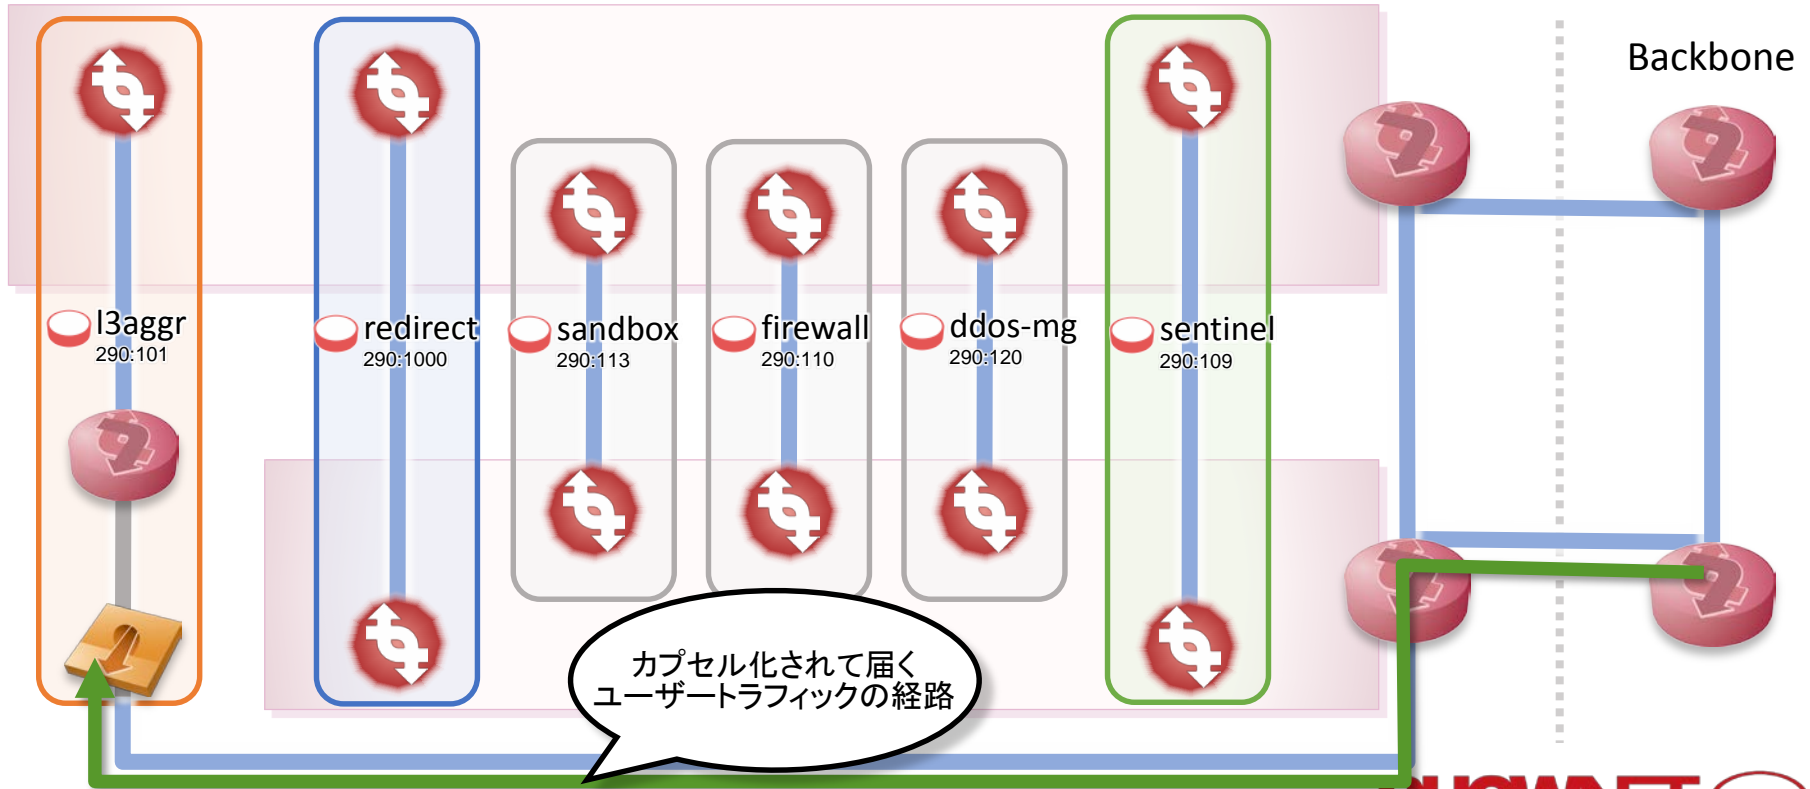 Backbone
l3aggr
290:101
redirect
290:1000
sandbox
290:113
firewall
290:110
ddos-mg
290:120
sentinel
290:109
カプセル化されて届く
ユーザートラフィックの経路